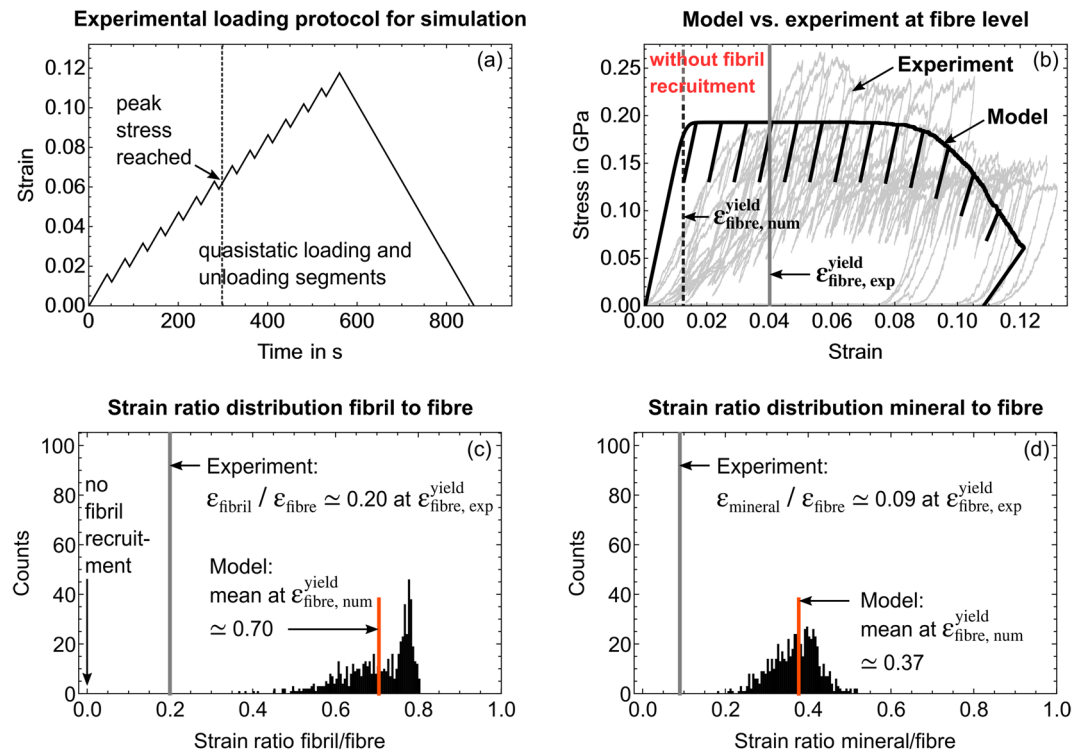 Experimental loading protocol for simulation
(a)
0.12
0.10
0.08
0.06
0.04
0.02
0.00
Strain
peak
stress
reached
quasistatic loading and
unloading segments
0
200
400
600
800
Time in s
Model vs. experiment at fibre level
(b)
0.25
0.20
0.15
0.10
0.05
0.00
Stress in GPa
without fibril
recruitment
Experiment
Model
ε^yield_fibre, num
ε^yield_fibre, exp
0.00
0.02
0.04
0.06
0.08
0.10
0.12
Strain
Strain ratio distribution fibril to fibre
(c)
100
80
60
40
20
0
Counts
no
fibril
recruit-
ment
Experiment:
ε_fibril / ε_fibre ≃ 0.20 at ε^yield_fibre, exp
Model:
mean at ε^yield_fibre, num
≃ 0.70
0.0
0.2
0.4
0.6
0.8
1.0
Strain ratio fibril/fibre
Strain ratio distribution mineral to fibre
(d)
100
80
60
40
20
0
Counts
Experiment:
ε_mineral / ε_fibre ≃ 0.09 at ε^yield_fibre, exp
Model:
mean at ε^yield_fibre, num
≃ 0.37
0.0
0.2
0.4
0.6
0.8
1.0
Strain ratio mineral/fibre